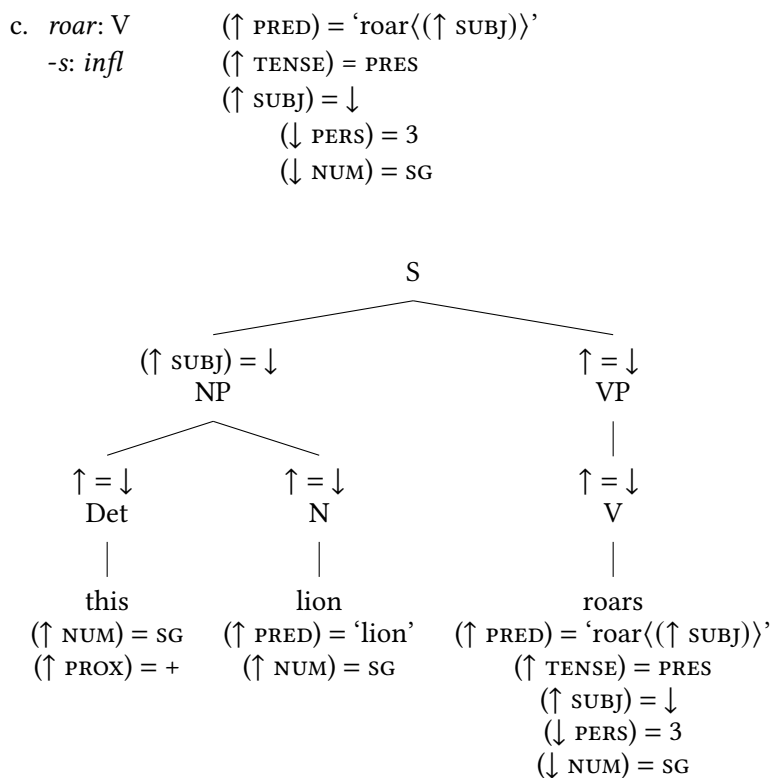 c. roar: V (↑ PRED) = ‘roar⟨(↑ SUBJ)⟩’
-s: infl (↑ TENSE) = PRES
(↑ SUBJ) = ↓
(↓ PERS) = 3
(↓ NUM) = SG
S
(↑ SUBJ) = ↓ ↑ = ↓
NP VP
↑ = ↓ ↑ = ↓ ↑ = ↓
Det N V
this lion roars
(↑ NUM) = SG (↑ PRED) = ‘lion’ (↑ PRED) = ‘roar⟨(↑ SUBJ)⟩’
(↑ PROX) = + (↑ NUM) = SG (↑ TENSE) = PRES
(↑ SUBJ) = ↓
(↓ PERS) = 3
(↓ NUM) = SG